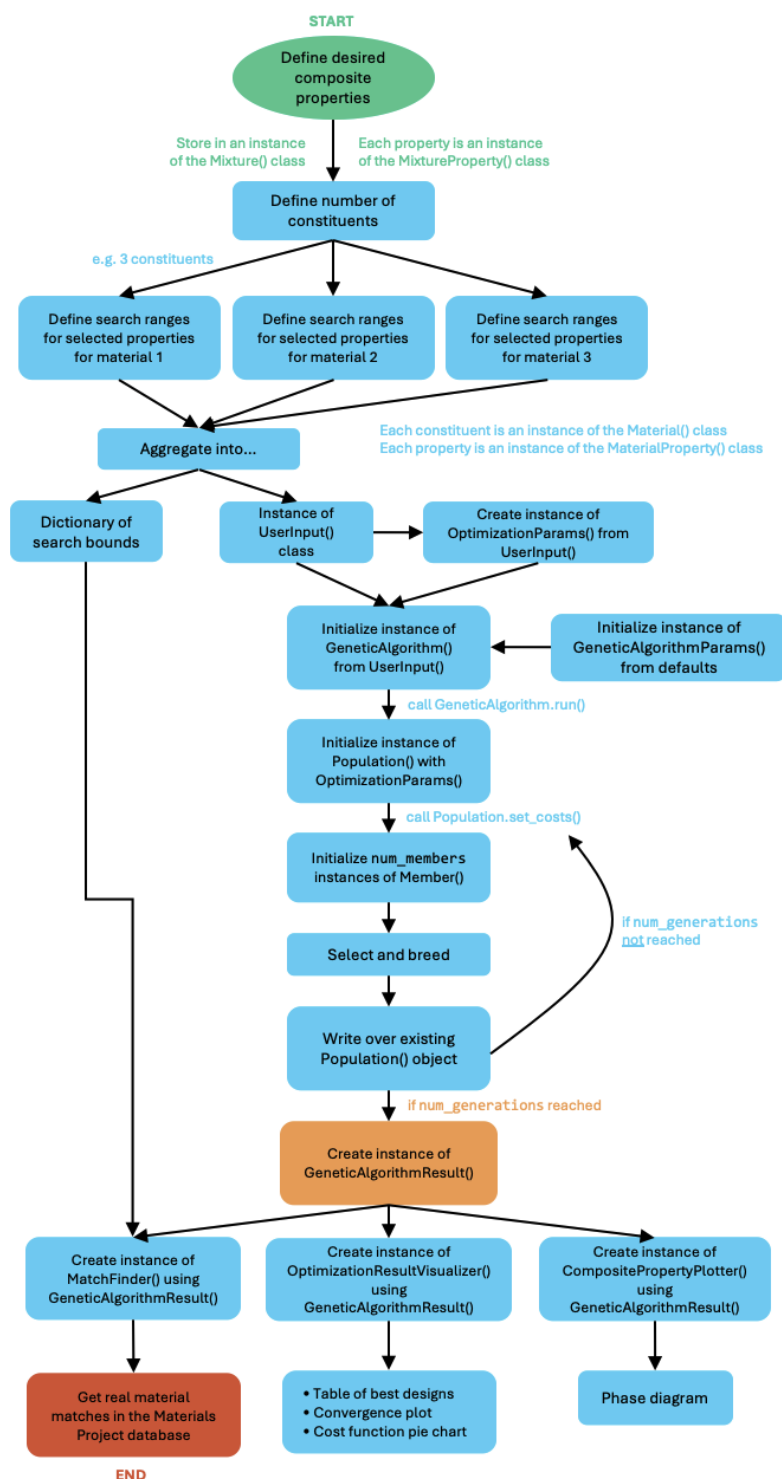 START
Define desired
composite
properties
Store in an instance
of the Mixture() class
Each property is an instance
of the MixtureProperty() class
Define number of
constituents
e.g. 3 constituents
Define search ranges
for selected properties
for material 1
Define search ranges
for selected properties
for material 2
Define search ranges
for selected properties
for material 3
Aggregate into...
Each constituent is an instance of the Material() class
Each property is an instance of the MaterialProperty() class
Dictionary of
search bounds
Instance of
UserInput()
class
Create instance of
OptimizationParams() from
UserInput()
Initialize instance of
GeneticAlgorithm()
from UserInput()
Initialize instance of
GeneticAlgorithmParams()
from defaults
call GeneticAlgorithm.run()
Initialize instance of
Population() with
OptimizationParams()
call Population.set_costs()
Initialize num_members
instances of Member()
if num_generations
not reached
Select and breed
Write over existing
Population() object
if num_generations reached
Create instance of
GeneticAlgorithmResult()
Create instance of
MatchFinder() using
GeneticAlgorithmResult()
Create instance of
OptimizationResultVisualizer()
using
GeneticAlgorithmResult()
Create instance of
CompositePropertyPlotter()
using
GeneticAlgorithmResult()
Get real material
matches in the Materials
Project database
• Table of best designs
• Convergence plot
• Cost function pie chart
Phase diagram
END